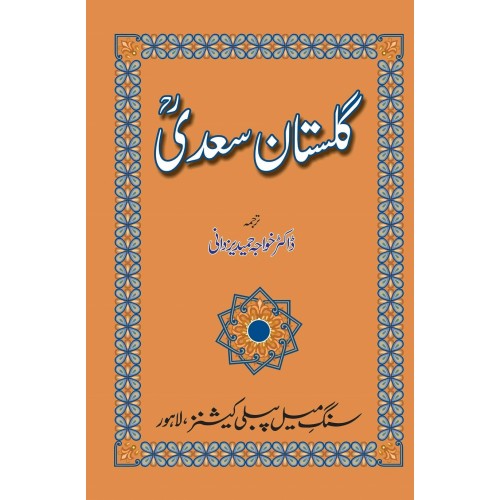 گلستان سعدیؒ
ترجمہ
ڈاکٹر خواجہ حمید یزدانی
سنگِ میل پبلی کیشنز، لاہور